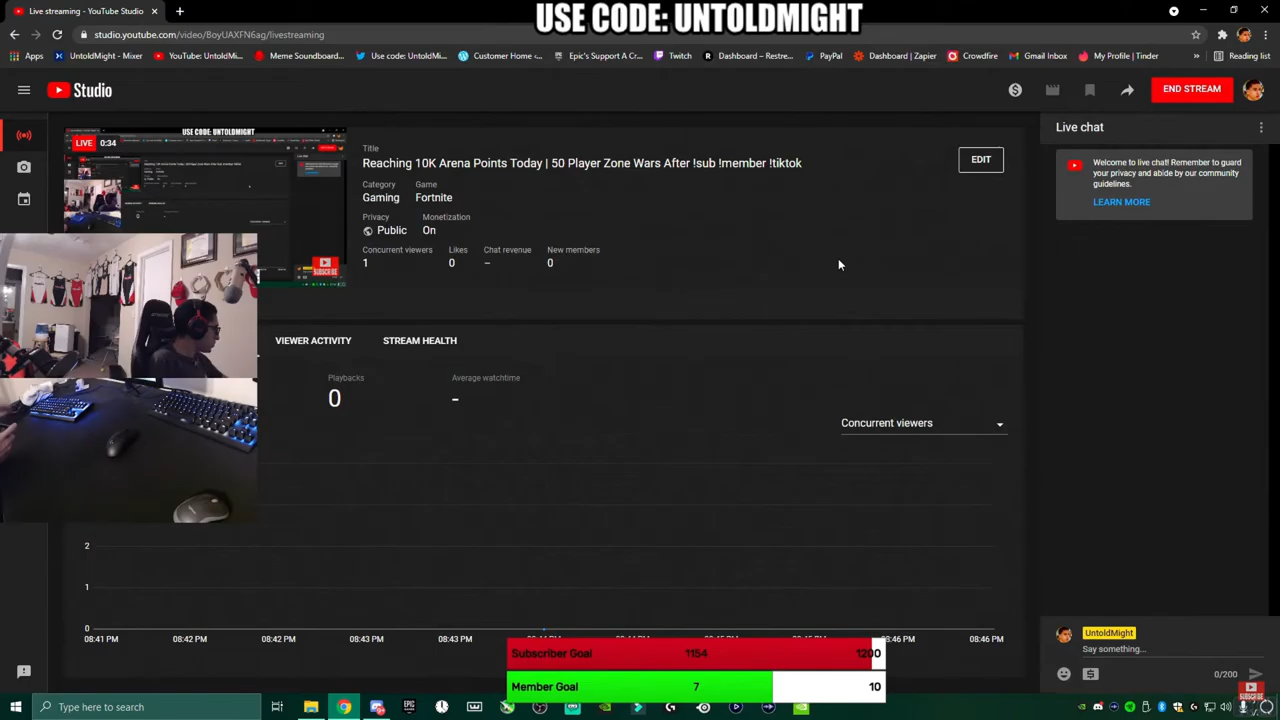 USE CODE: UNTOLDMIGHT
Live streaming - YouTube Studio
studio.youtube.com/video/8oyUAXFN6ag/livestreaming
Apps UntoldMight - Mixer YouTube: UntoldMi... Meme Soundboard... Use code: UntoldMi... Customer Home <... Epic's Support A Cr... Twitch Dashboard -- Restre... PayPal Dashboard | Zapier Crowdfire Gmail Inbox My Profile | Tinder » Reading list
Studio
END STREAM
USE CODE: UNTOLDMIGHT
LIVE 0:34
Title
Reaching 10K Arena Points Today | 50 Player Zone Wars After !sub !member !tiktok
EDIT
Category Game
Gaming Fortnite
Privacy Monetization
Public On
Concurrent viewers Likes Chat revenue New members
1 0 – 0
SUBSCRIBE
Live chat
Welcome to live chat! Remember to guard
your privacy and abide by our community
guidelines.
LEARN MORE
VIEWER ACTIVITY STREAM HEALTH
Playbacks Average watchtime
0 -
Concurrent viewers
2
1
0
08:41 PM 08:42 PM 08:42 PM 08:43 PM 08:43 PM 08:46 PM 08:46 PM
Subscriber Goal 1154 1200
Member Goal 7 10
UntoldMight
Say something...
0/200
SUBSCRIBE
Type here to search